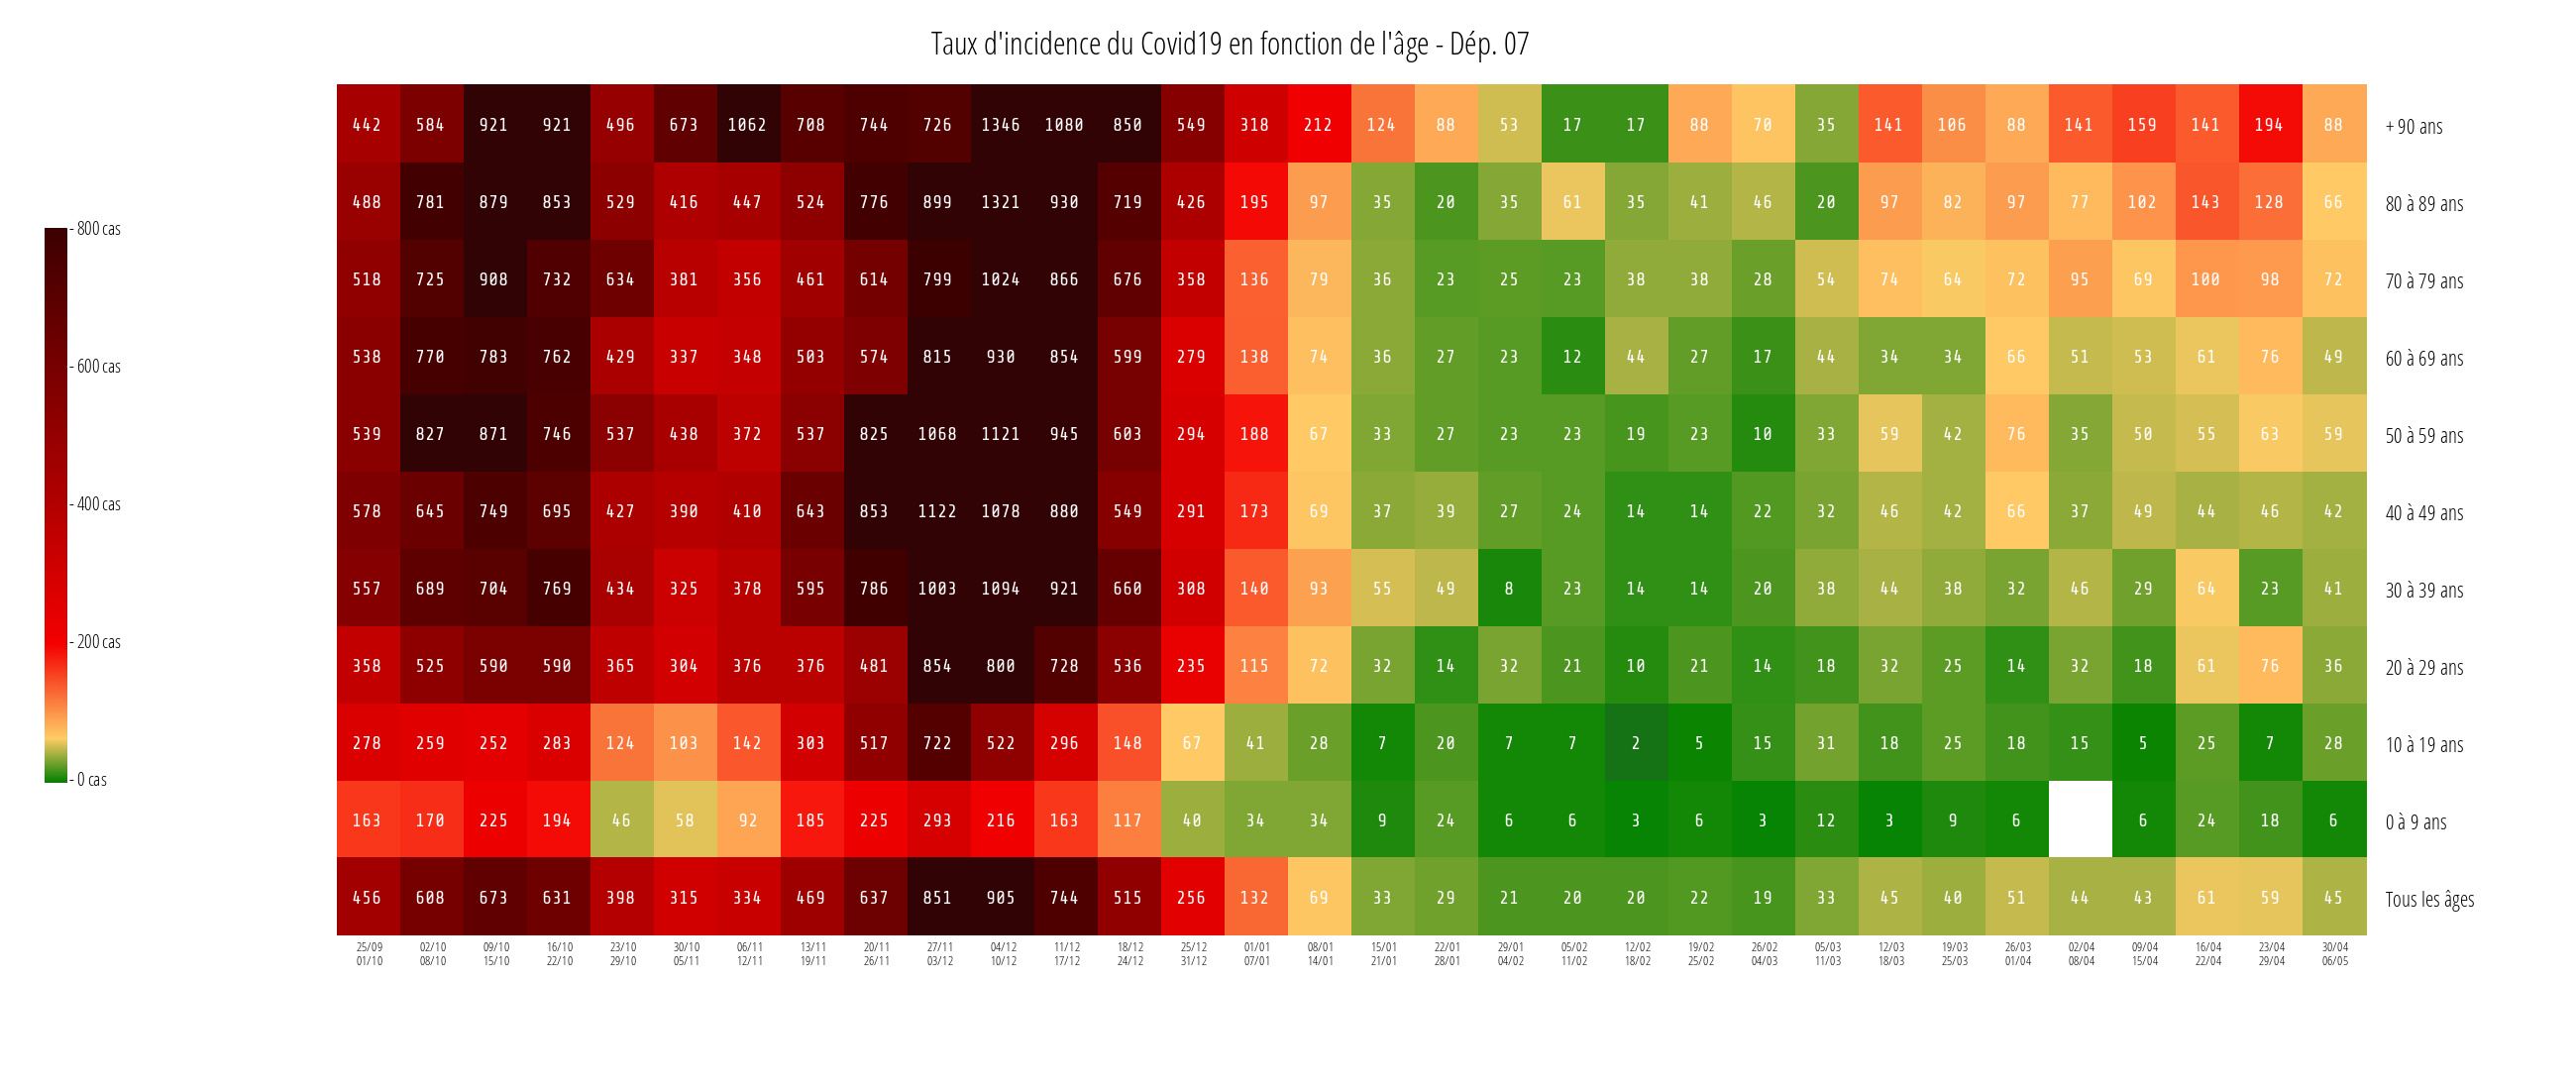 Taux d'incidence du Covid19 en fonction de l'âge - Dép. 07
442 584 921 921 496 673 1062 708 744 726 1346 1080 850 549 318 212 124 88 53 17 17 88 70 35 141 106 88 141 159 141 194 88 + 90 ans
488 781 879 853 529 416 447 524 776 899 1321 930 719 426 195 97 35 20 35 61 35 41 46 20 97 82 97 77 102 143 128 66 80 à 89 ans
- 800 cas
518 725 908 732 634 381 356 461 614 799 1024 866 676 358 136 79 36 23 25 23 38 38 28 54 74 64 72 95 69 100 98 72 70 à 79 ans
538 770 783 762 429 337 348 503 574 815 930 854 599 279 138 74 36 27 23 12 44 27 17 44 34 34 66 51 53 61 76 49 60 à 69 ans
- 600 cas
539 827 871 746 537 438 372 537 825 1068 1121 945 603 294 188 67 33 27 23 23 19 23 10 33 59 42 76 35 50 55 63 59 50 à 59 ans
- 400 cas
578 645 749 695 427 390 410 643 853 1122 1078 880 549 291 173 69 37 39 27 24 14 14 22 32 46 42 66 37 49 44 46 42 40 à 49 ans
557 689 704 769 434 325 378 595 786 1003 1094 921 660 308 140 93 55 49 8 23 14 14 20 38 44 38 32 46 29 64 23 41 30 à 39 ans
- 200 cas
358 525 590 590 365 304 376 376 481 854 800 728 536 235 115 72 32 14 32 21 10 21 14 18 32 25 14 32 18 61 76 36 20 à 29 ans
278 259 252 283 124 103 142 303 517 722 522 296 148 67 41 28 7 20 7 7 2 5 15 31 18 25 18 15 5 25 7 28 10 à 19 ans
- 0 cas
163 170 225 194 46 58 92 185 225 293 216 163 117 40 34 34 9 24 6 6 3 6 3 12 3 9 6 6 24 18 6 0 à 9 ans
456 608 673 631 398 315 334 469 637 851 905 744 515 256 132 69 33 29 21 20 20 22 19 33 45 40 51 44 43 61 59 45 Tous les âges
25/09 02/10 09/10 16/10 23/10 30/10 06/11 13/11 20/11 27/11 04/12 11/12 18/12 25/12 01/01 08/01 15/01 22/01 29/01 05/02 12/02 19/02 26/02 05/03 12/03 19/03 26/03 02/04 09/04 16/04 23/04 30/04
01/10 08/10 15/10 22/10 29/10 05/11 12/11 19/11 26/11 03/12 10/12 17/12 24/12 31/12 07/01 14/01 21/01 28/01 04/02 11/02 18/02 25/02 04/03 11/03 18/03 25/03 01/04 08/04 15/04 22/04 29/04 06/05